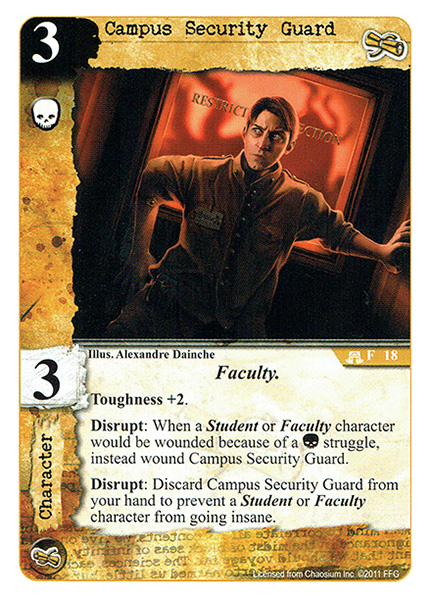 3
Campus Security Guard
RESTRIC
ECTION
Illus. Alexandre Dainche
F 18
3
Faculty.
Toughness +2.
Disrupt: When a Student or Faculty character
would be wounded because of a struggle,
instead wound Campus Security Guard.
Disrupt: Discard Campus Security Guard from
your hand to prevent a Student or Faculty
character from going insane.
Character
Licensed from Chaosium Inc. ©2011 FFG